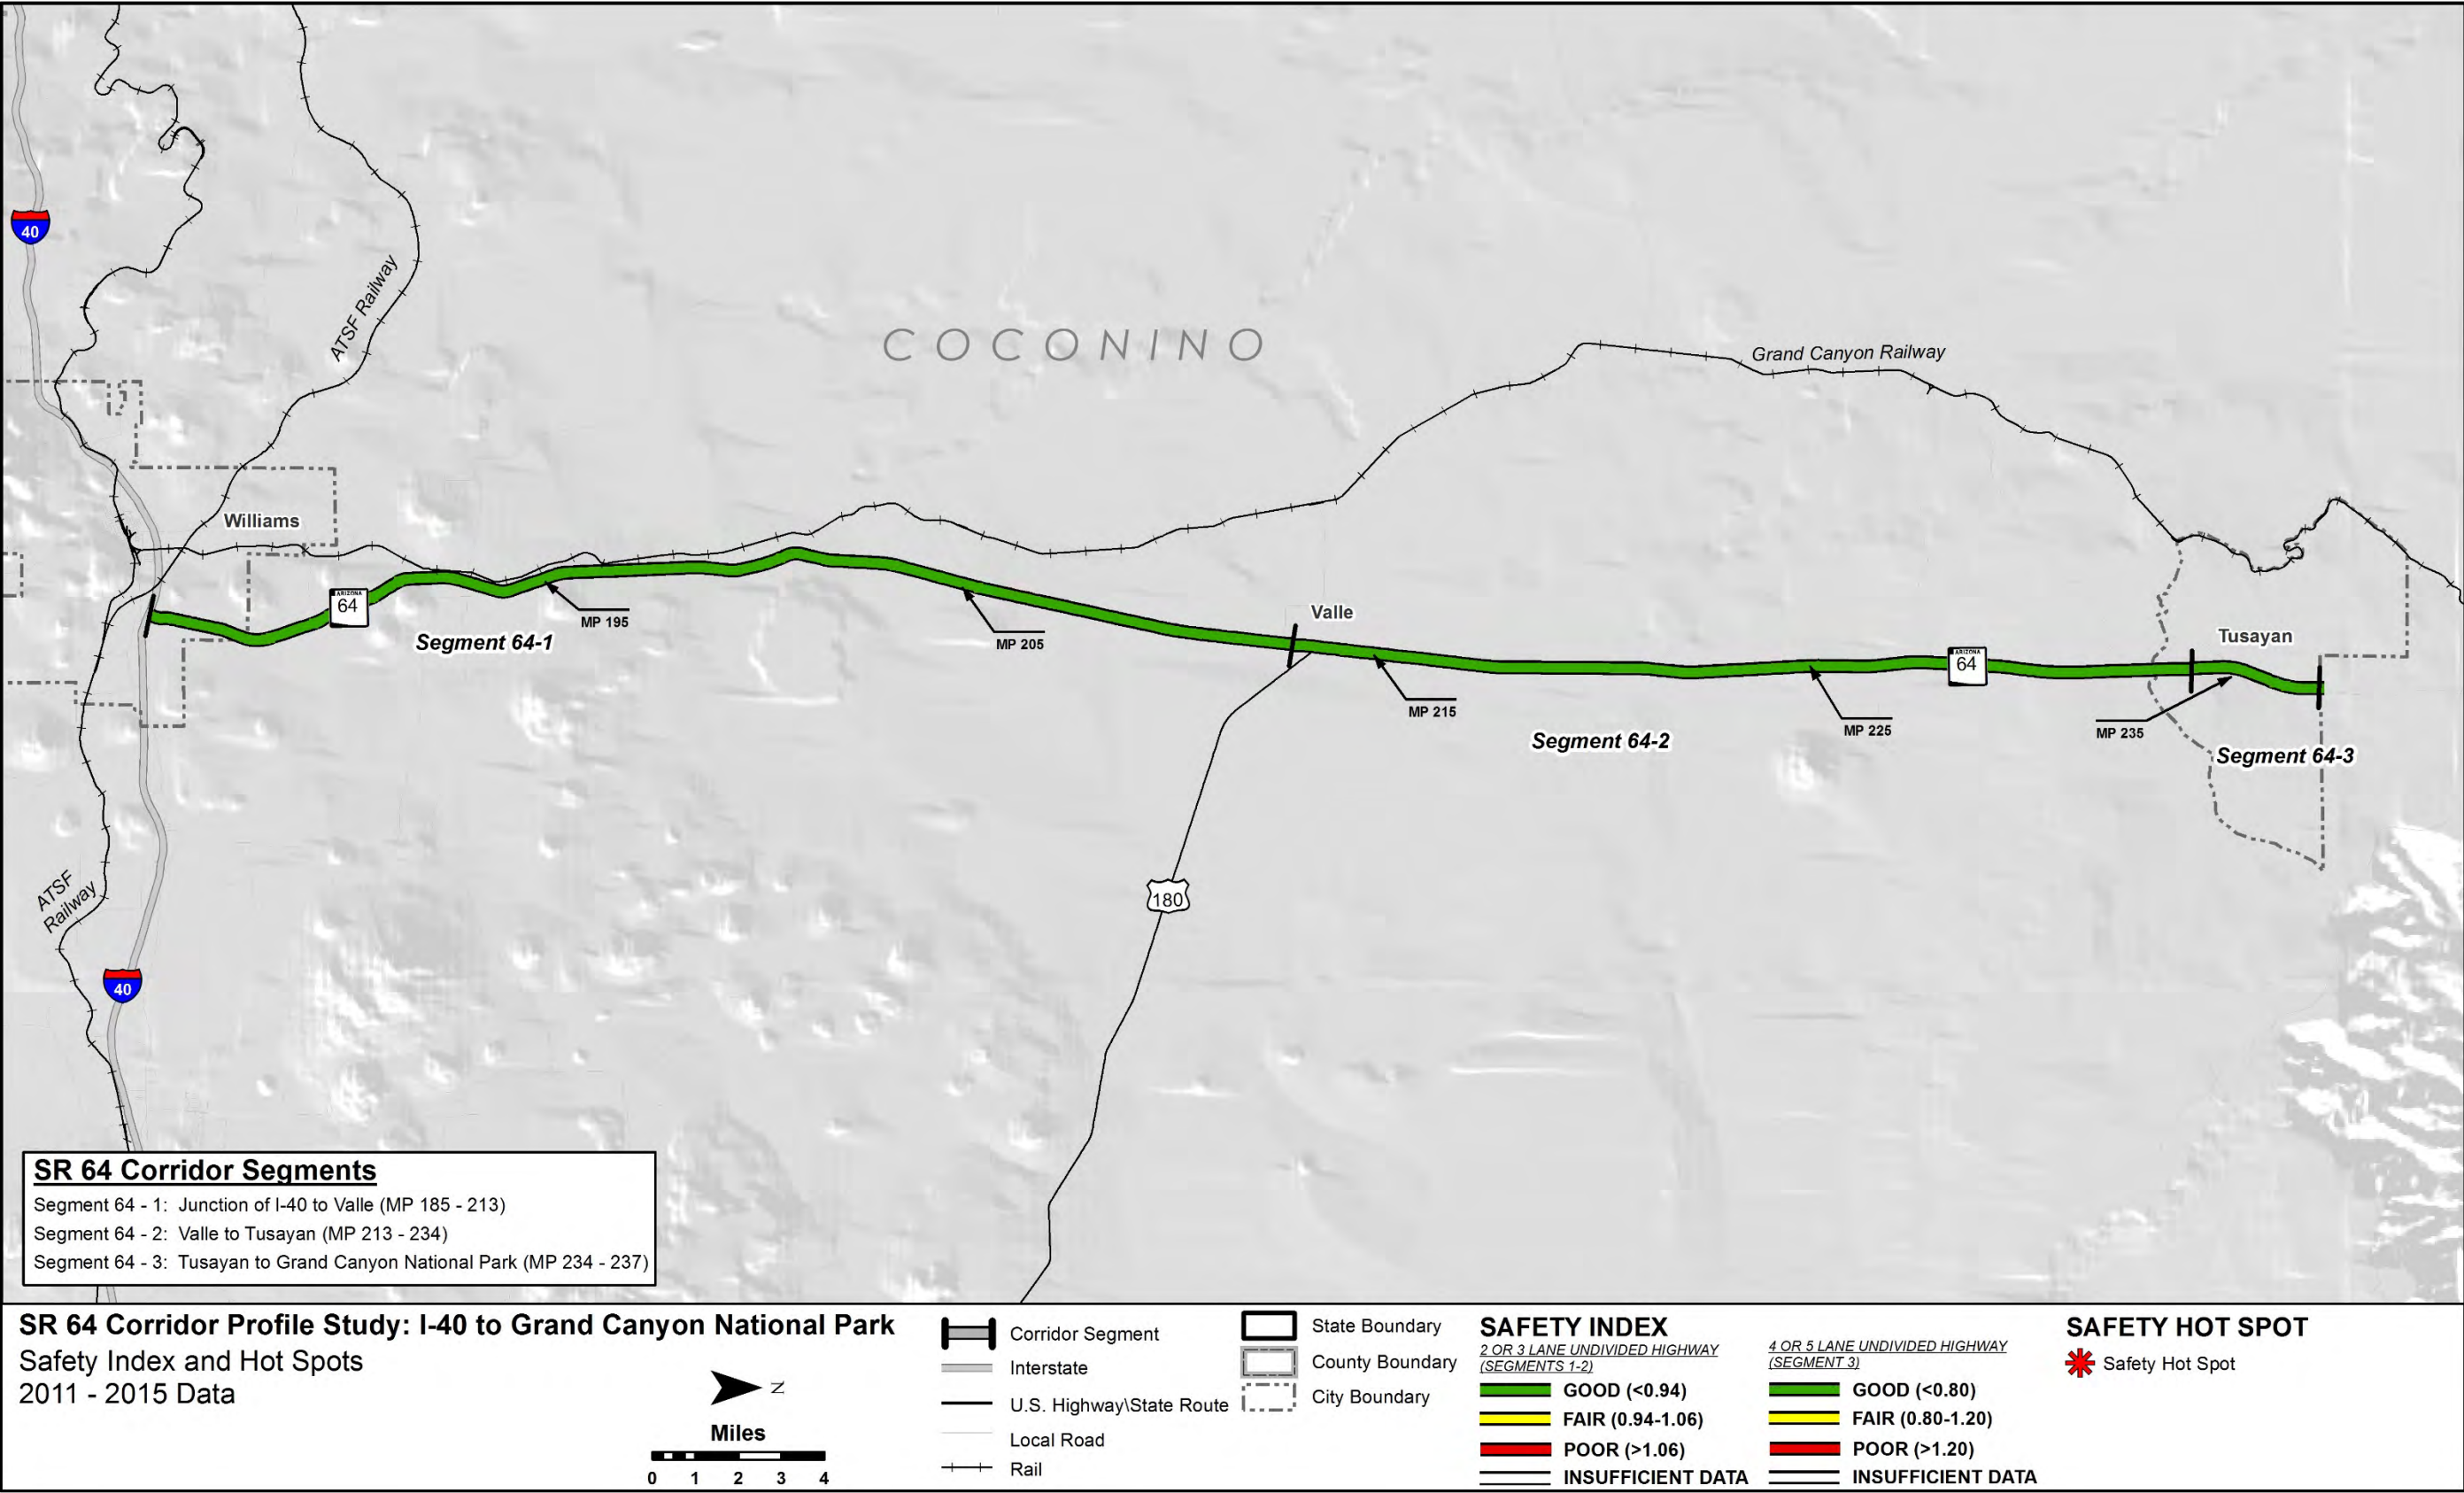 40
ATSF Railway
COCONINO
Grand Canyon Railway
Williams
ARIZONA
64
Segment 64-1
MP 195
MP 205
Valle
MP 215
Segment 64-2
MP 225
ARIZONA
64
Tusayan
MP 235
Segment 64-3
180
ATSF
Railway
40
SR 64 Corridor Segments
Segment 64 - 1: Junction of I-40 to Valle (MP 185 - 213)
Segment 64 - 2: Valle to Tusayan (MP 213 - 234)
Segment 64 - 3: Tusayan to Grand Canyon National Park (MP 234 - 237)
SR 64 Corridor Profile Study: I-40 to Grand Canyon National Park
Safety Index and Hot Spots
2011 - 2015 Data
N
Miles
0 1 2 3 4
Corridor Segment
Interstate
U.S. Highway\State Route
Local Road
Rail
State Boundary
County Boundary
City Boundary
SAFETY INDEX
2 OR 3 LANE UNDIVIDED HIGHWAY
(SEGMENTS 1-2)
GOOD (<0.94)
FAIR (0.94-1.06)
POOR (>1.06)
INSUFFICIENT DATA
4 OR 5 LANE UNDIVIDED HIGHWAY
(SEGMENT 3)
GOOD (<0.80)
FAIR (0.80-1.20)
POOR (>1.20)
INSUFFICIENT DATA
SAFETY HOT SPOT
Safety Hot Spot